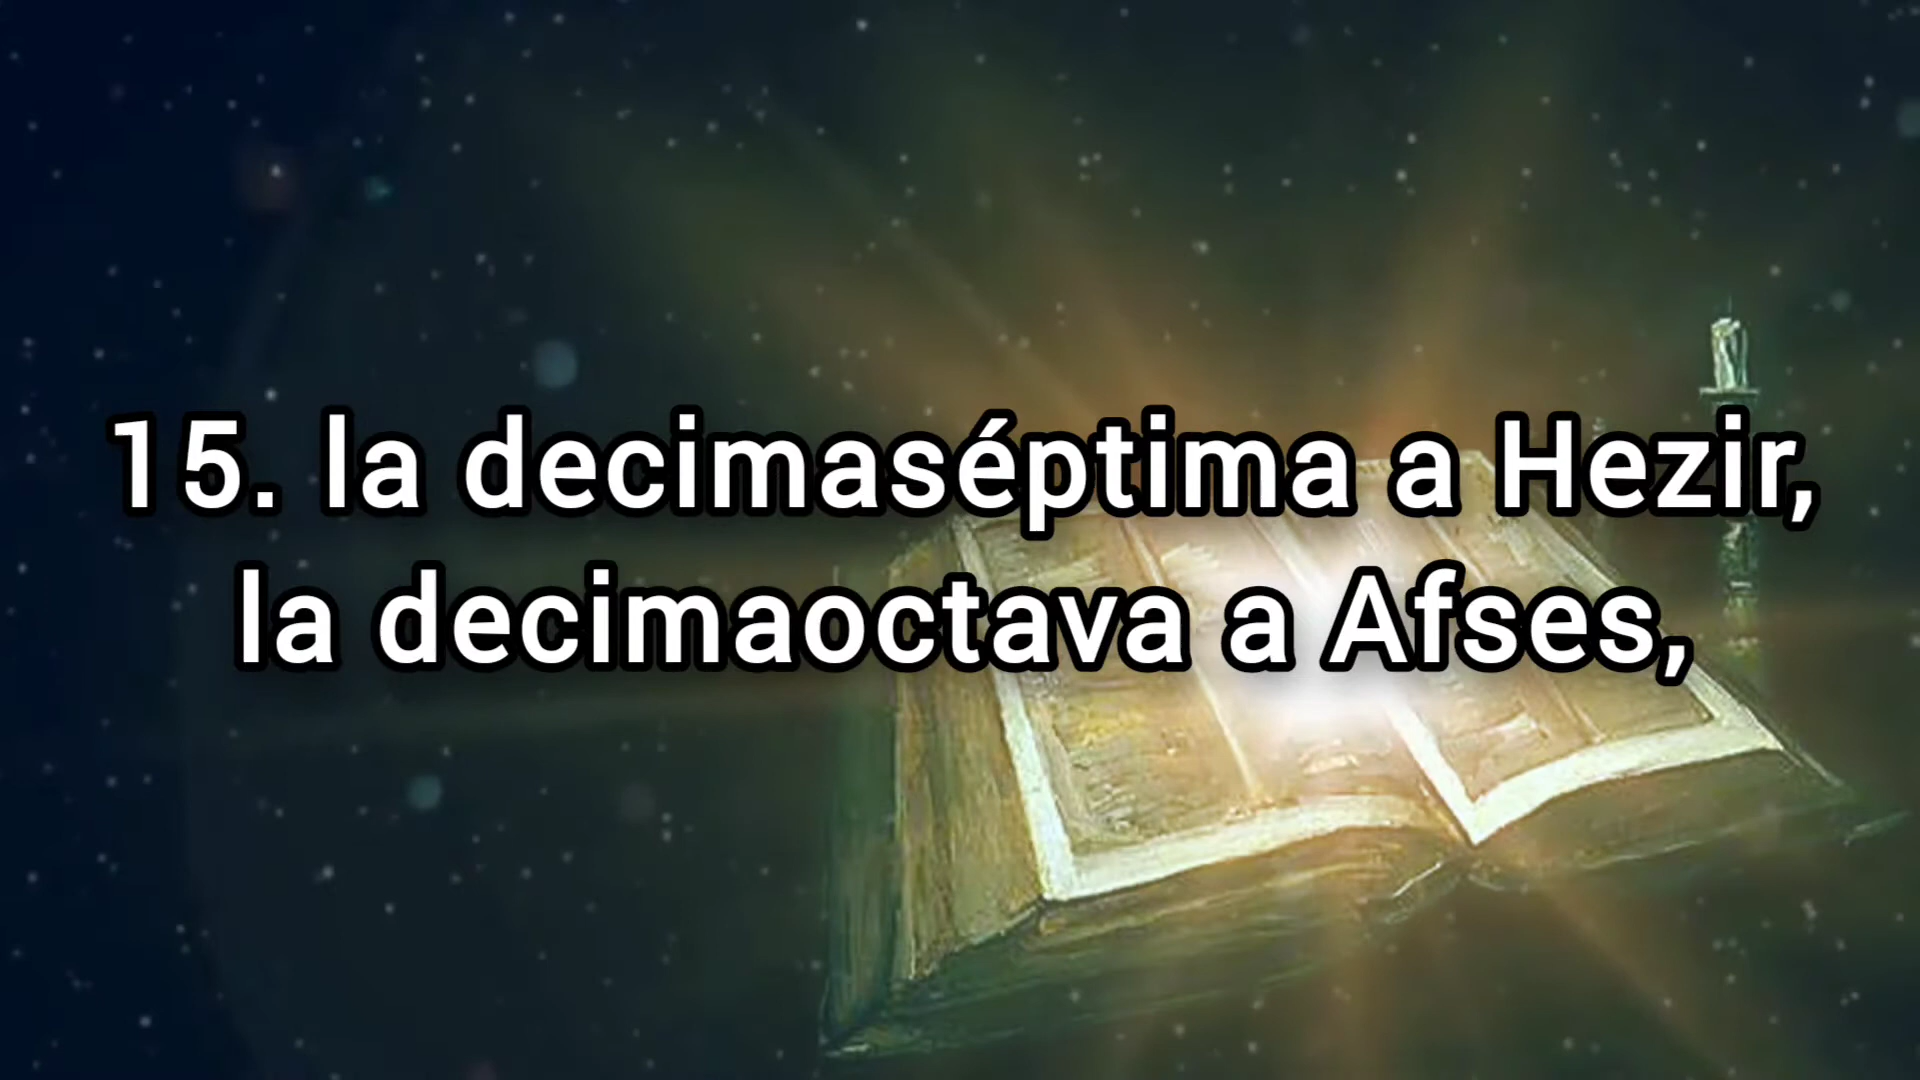 15. la decimaséptima a Hezir,
la decimaoctava a Afses,